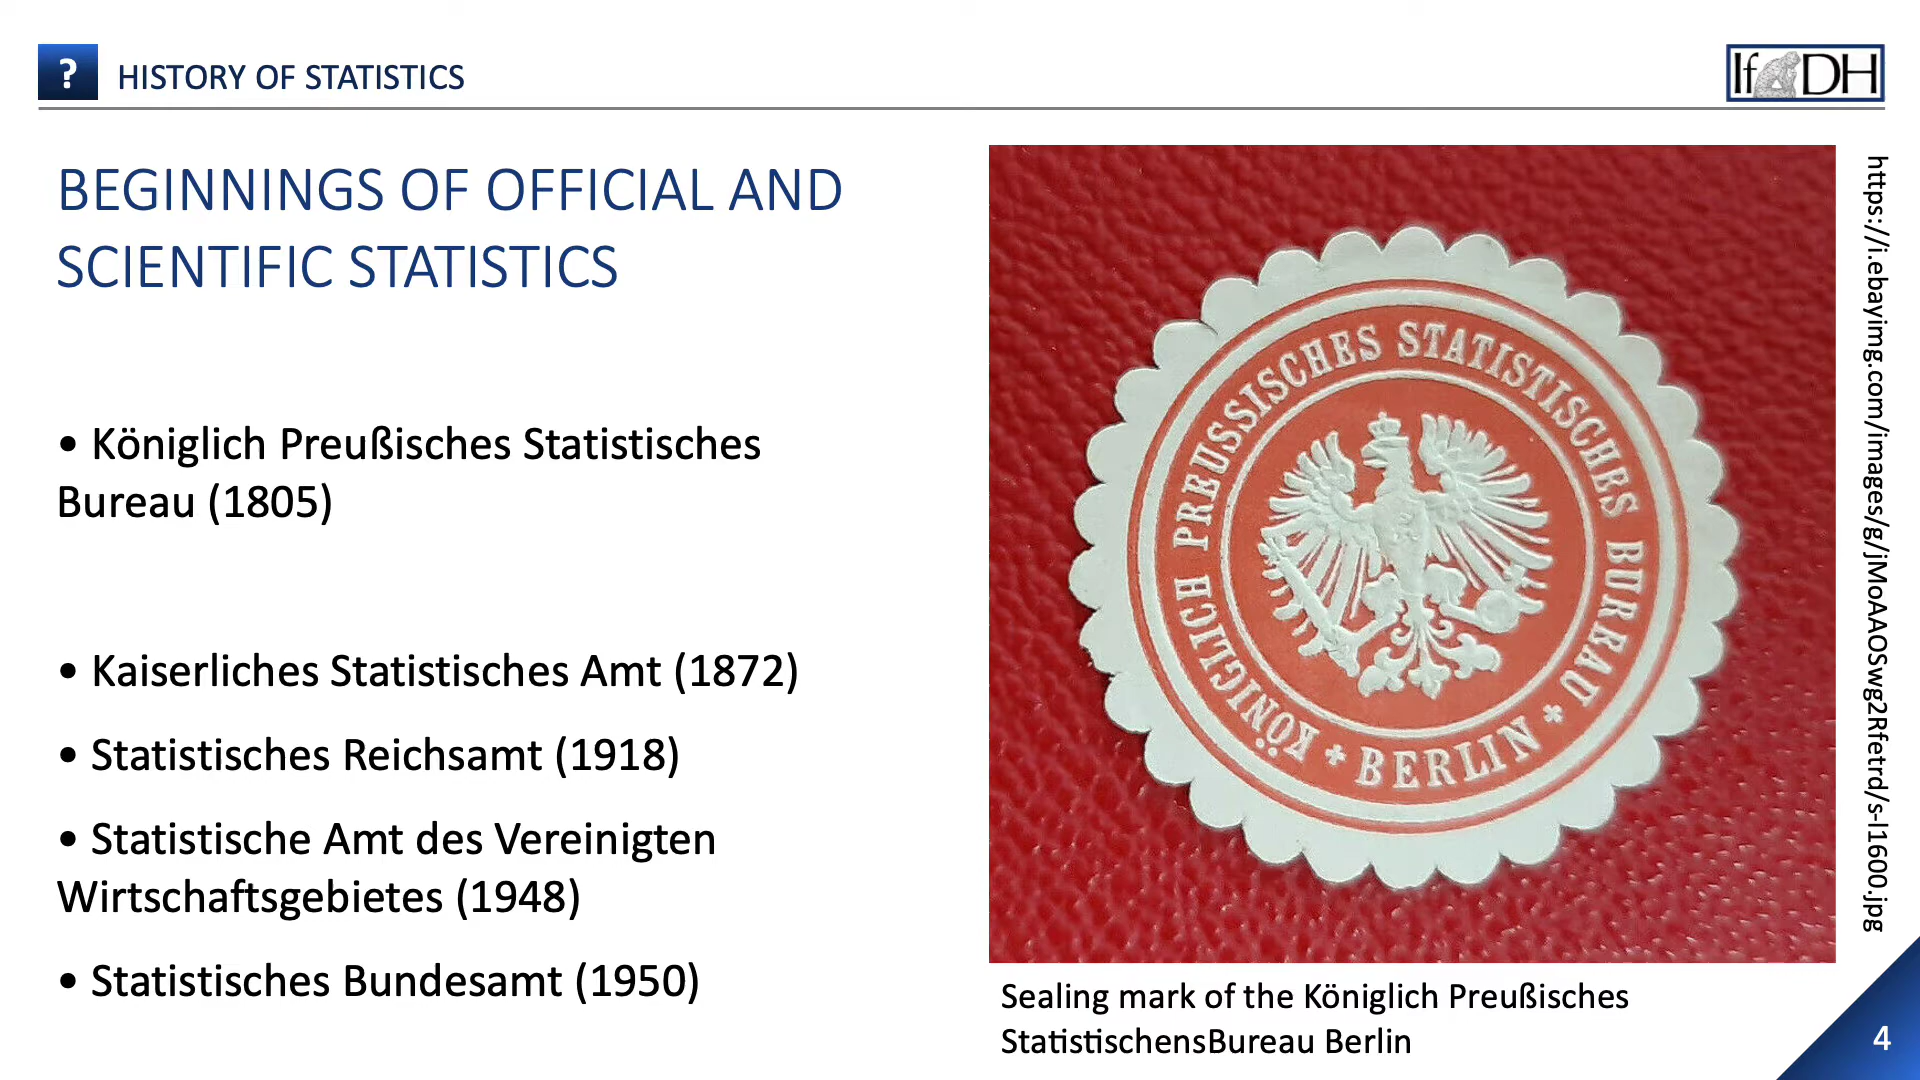 ?
HISTORY OF STATISTICS
IfDH
BEGINNINGS OF OFFICIAL AND
SCIENTIFIC STATISTICS
• Königlich Preußisches Statistisches
Bureau (1805)
• Kaiserliches Statistisches Amt (1872)
• Statistisches Reichsamt (1918)
• Statistische Amt des Vereinigten
Wirtschaftsgebietes (1948)
• Statistisches Bundesamt (1950)
KÖNIGLICH PREUSSISCHES STATISTISCHES BUREAU
* BERLIN *
https://i.ebayimg.com/images/g/jMoAAOSwg2Rfetrd/s-l1600.jpg
Sealing mark of the Königlich Preußisches
StatistischensBureau Berlin
4